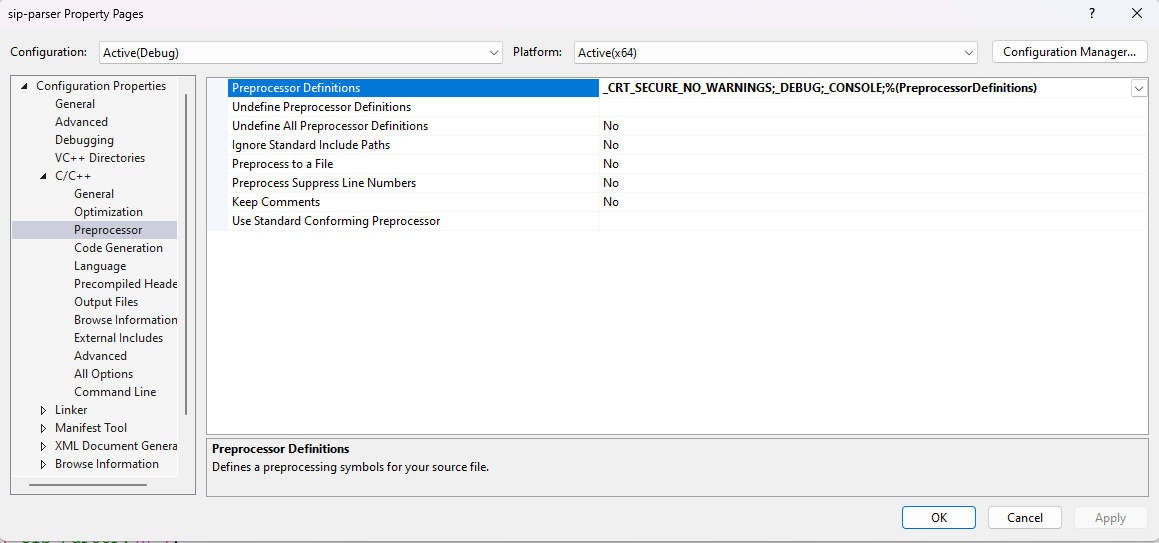 sip-parser Property Pages
?
Configuration: Active(Debug) Platform: Active(x64) Configuration Manager...
Configuration Properties
General
Advanced
Debugging
VC++ Directories
C/C++
General
Optimization
Preprocessor
Code Generation
Language
Precompiled Heade
Output Files
Browse Information
External Includes
Advanced
All Options
Command Line
Linker
Manifest Tool
XML Document Genera
Browse Information
Preprocessor Definitions _CRT_SECURE_NO_WARNINGS;_DEBUG;_CONSOLE;%(PreprocessorDefinitions)
Undefine Preprocessor Definitions
Undefine All Preprocessor Definitions No
Ignore Standard Include Paths No
Preprocess to a File No
Preprocess Suppress Line Numbers No
Keep Comments No
Use Standard Conforming Preprocessor
Preprocessor Definitions
Defines a preprocessing symbols for your source file.
OK Cancel Apply